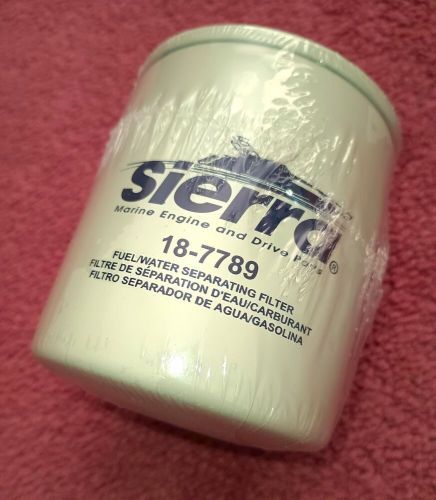 sierra®
Marine Engine and Drive Parts
18-7789
FUEL/WATER SEPARATING FILTER
FILTRE DE SÉPARATION D'EAU/CARBURANT
FILTRO SEPARADOR DE AGUA/GASOLINA